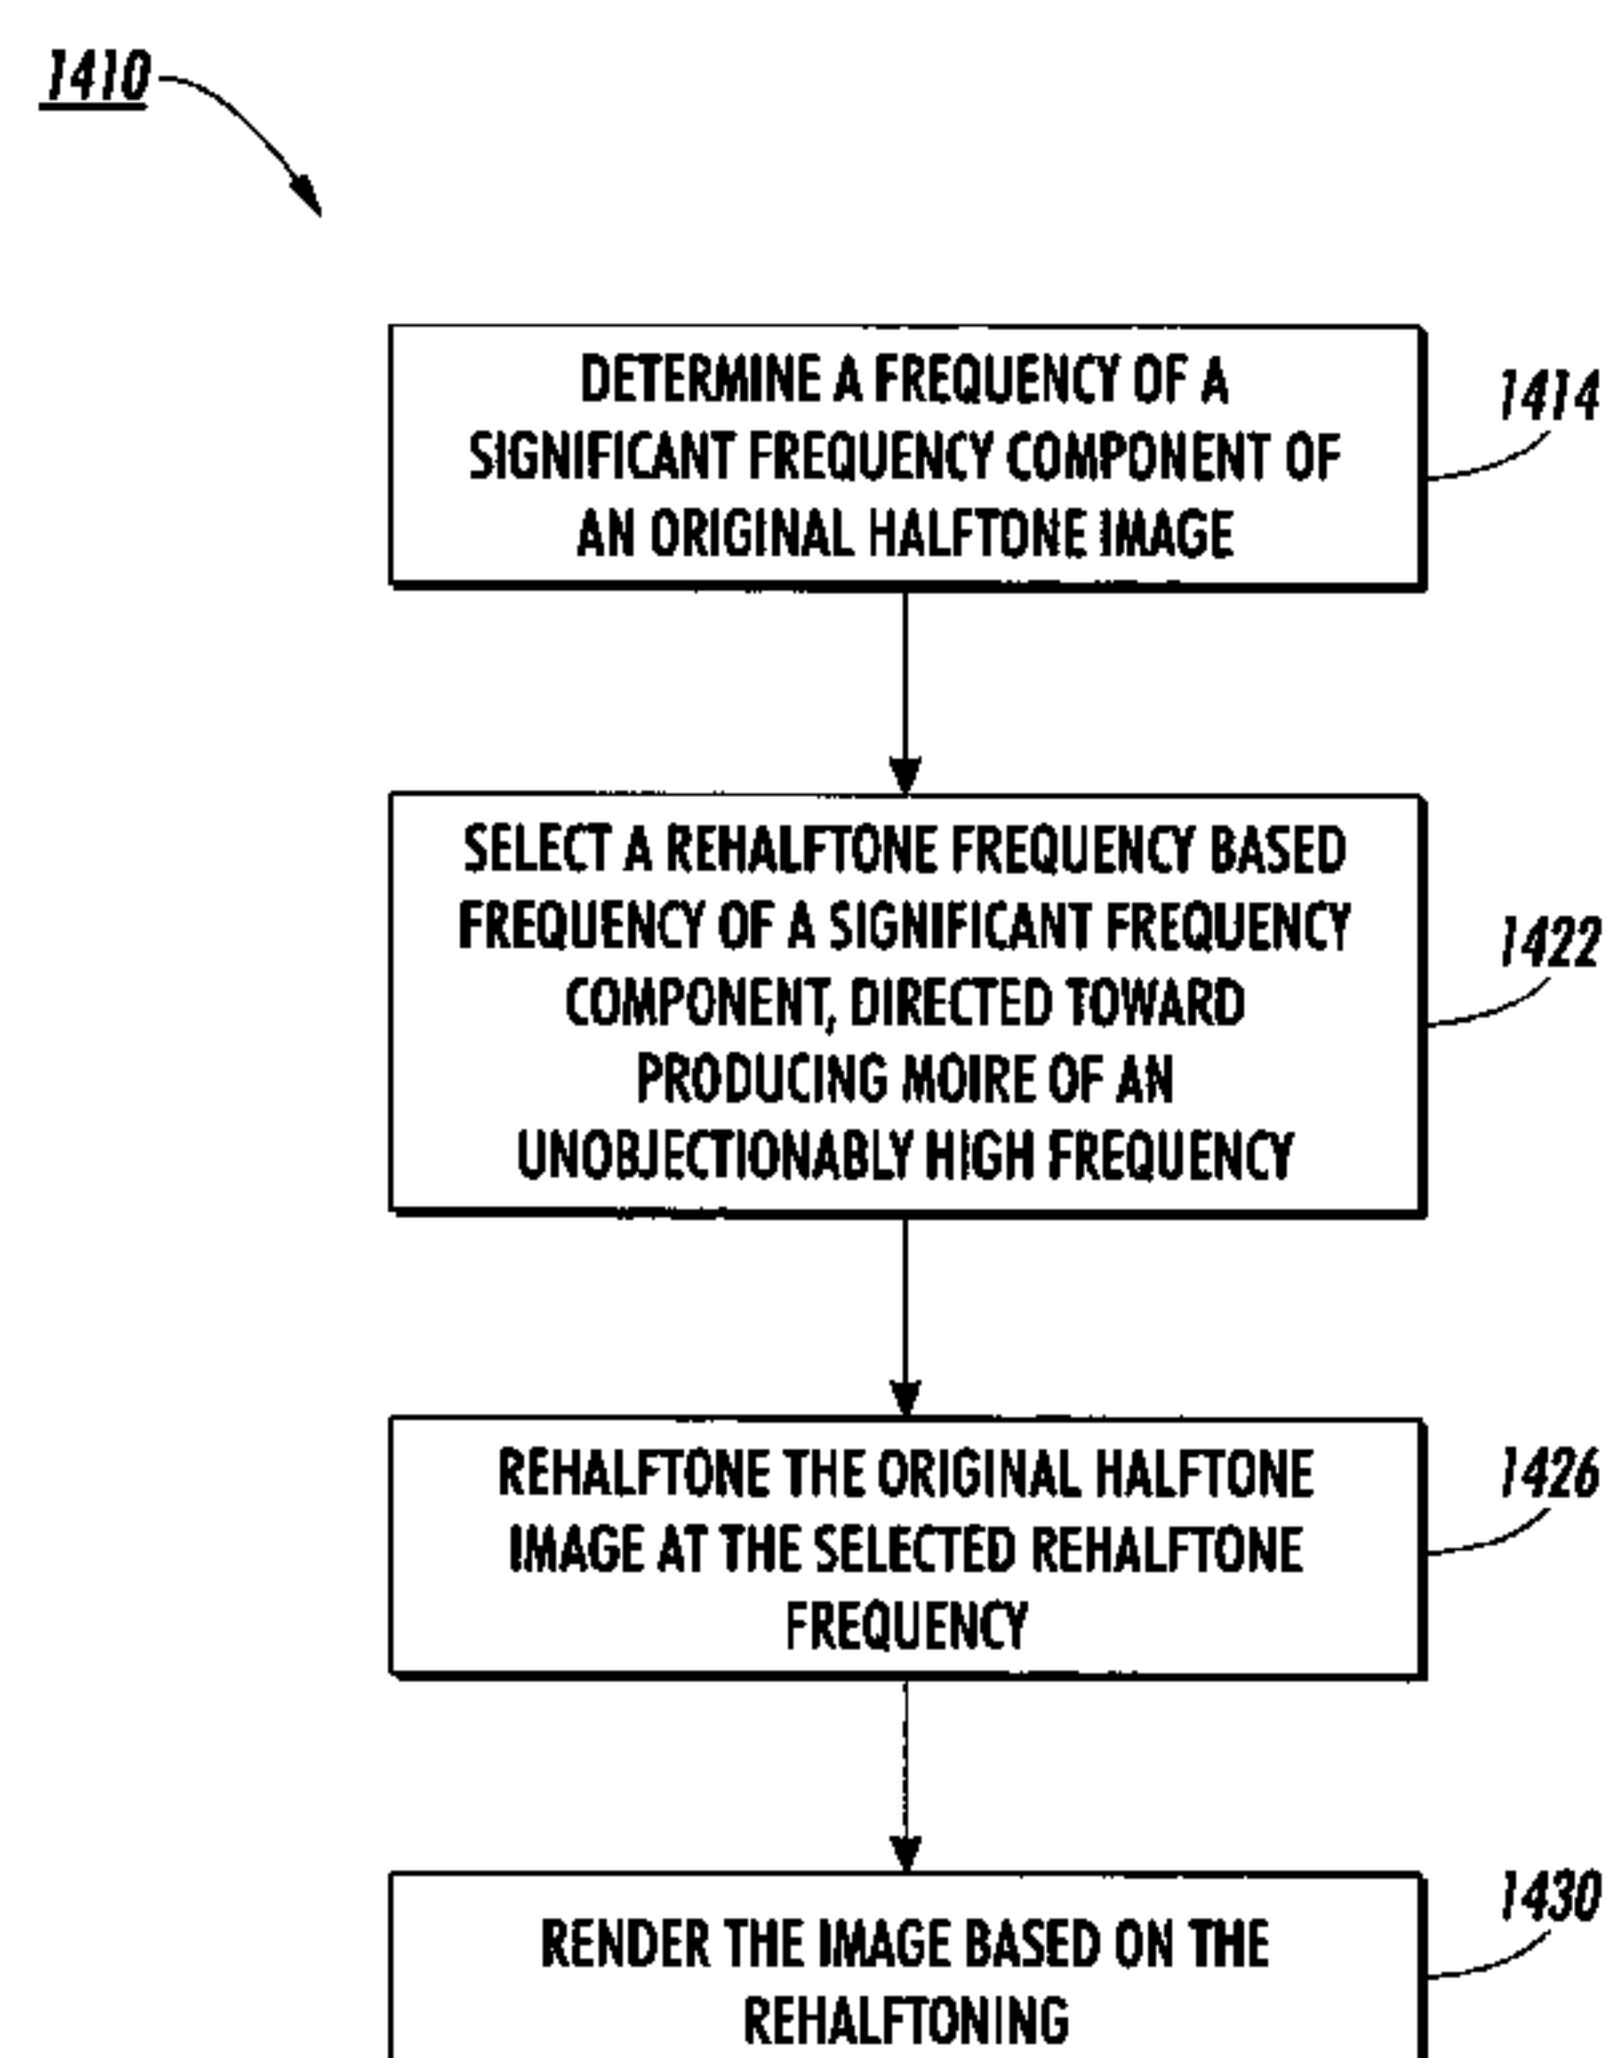 1410
DETERMINE A FREQUENCY OF A
SIGNIFICANT FREQUENCY COMPONENT OF
AN ORIGINAL HALFTONE IMAGE
1414
SELECT A REHALFTONE FREQUENCY BASED
FREQUENCY OF A SIGNIFICANT FREQUENCY
COMPONENT, DIRECTED TOWARD
PRODUCING MOIRE OF AN
UNOBJECTIONABLY HIGH FREQUENCY
1422
REHALFTONE THE ORIGINAL HALFTONE
IMAGE AT THE SELECTED REHALFTONE
FREQUENCY
1426
RENDER THE IMAGE BASED ON THE
REHALFTONING
1430